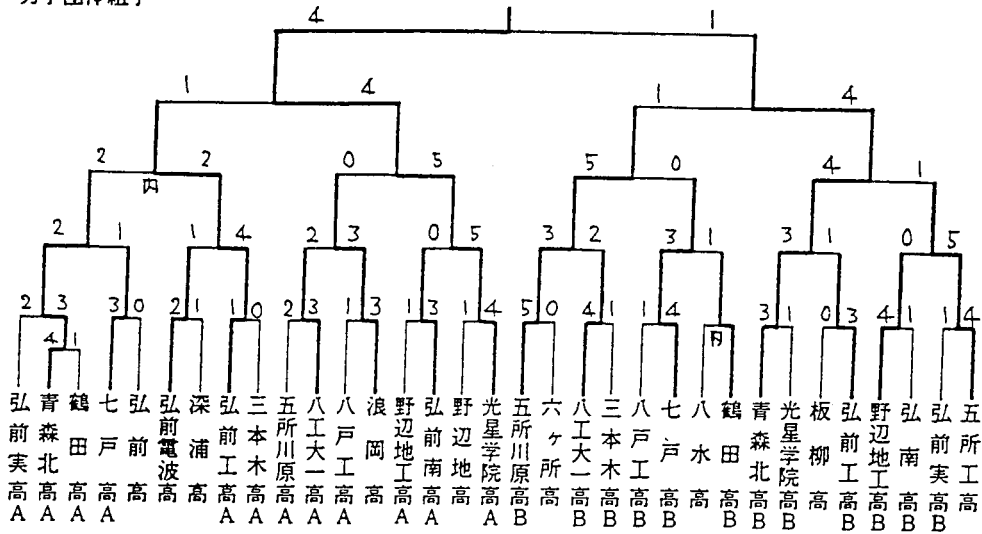 4 1
1 4 1 4
2 2 0 5 5 0 4 1
内
2 1 1 4 2 3 0 5 3 2 3 1 3 1 0 5
2 3 3 0 2 1 1 0 2 3 1 3 1 3 1 4 5 0 4 1 1 4 3 1 0 3 4 1 1 4
4 1 内
弘前実高A
青森北高A
鶴田高A
七戸高A
弘前高
弘前電波高
深浦高
弘前工高A
三本木高A
五所川原高A
八工大一高A
八戸工高A
浪岡高
野辺地工高A
弘前南高A
野辺地高
光星学院高A
五所川原高B
六ヶ所高
八工大一高B
三本木高B
八戸工高B
七戸高B
八水高
鶴田高B
青森北高B
光星学院高B
板柳高
弘前工高B
野辺地工高B
弘南高B
弘前実高B
五所工高